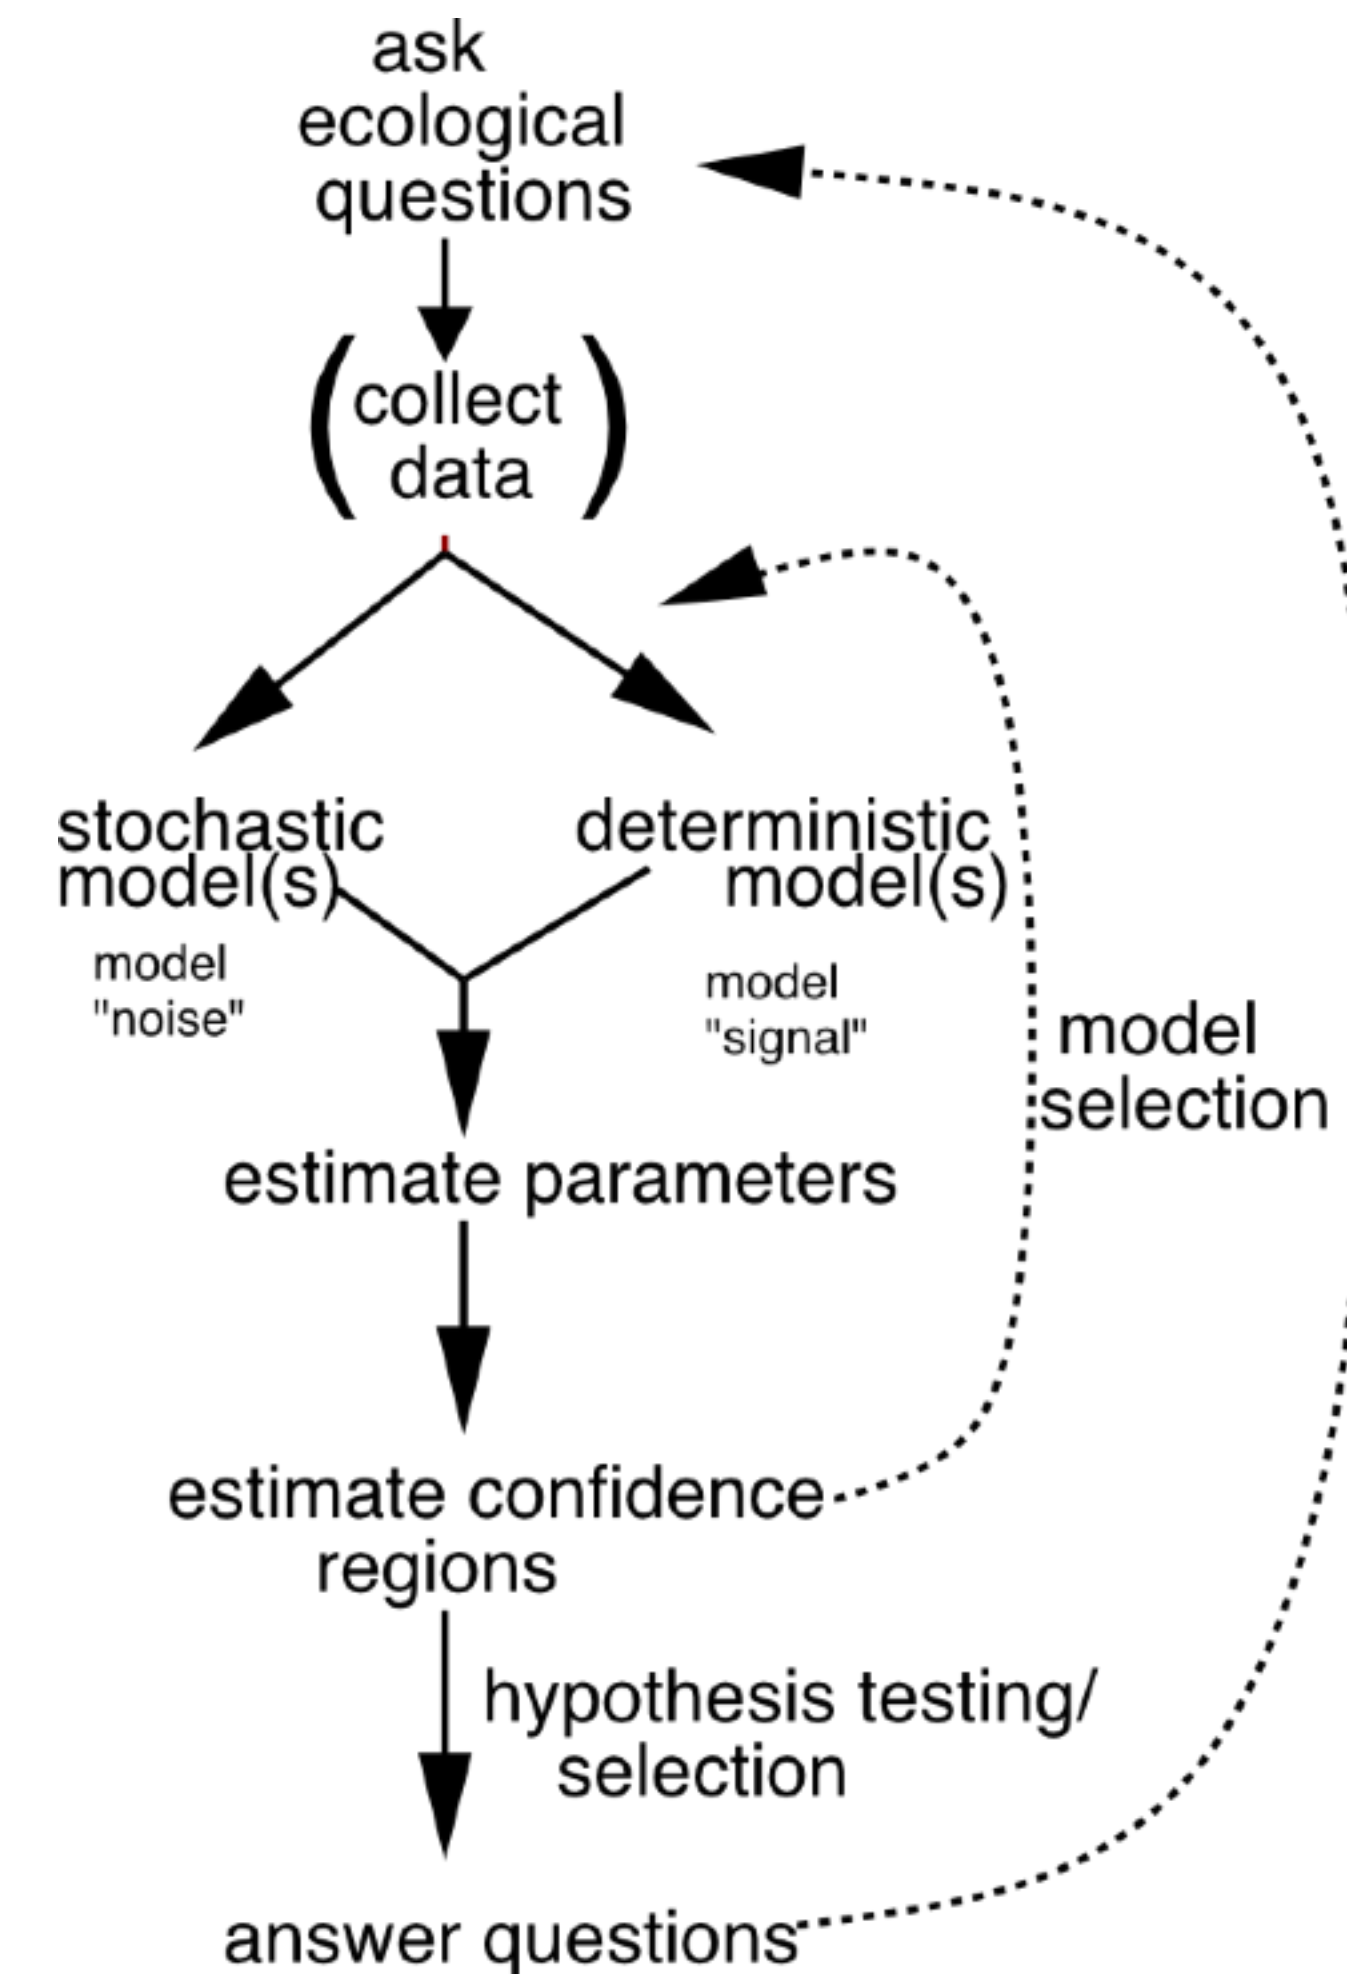 ask
ecological
questions
( collect
data )
stochastic
model(s)
deterministic
model(s)
model
"noise"
model
"signal"
model
selection
estimate parameters
estimate confidence
regions
hypothesis testing/
selection
answer questions